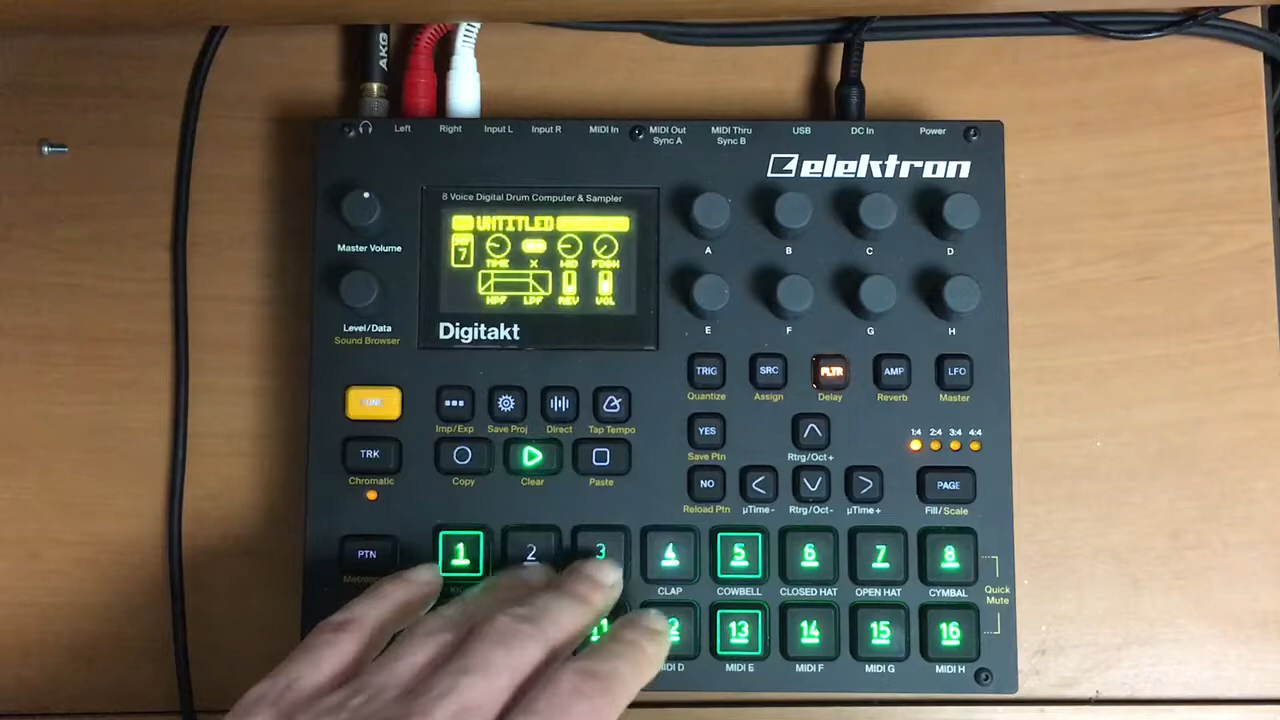 AKG
Left Right Input L Input R MIDI In MIDI Out MIDI Thru USB DC In Power
Sync A Sync B
elektron
8 Voice Digital Drum Computer & Sampler
UNTITLED
7
TIME X WID FDBK
HPF LPF REV VOL
Master Volume
A B C D
Level/Data
Sound Browser
E F G H
Digitakt
TRIG SRC FLTR AMP LFO
Quantize Assign Delay Reverb Master
FUNC
Imp/Exp Save Proj Direct Tap Tempo
YES
1:4 2:4 3:4 4:4
Save Ptn Rtrg/Oct+
TRK
Chromatic Copy Clear Paste
NO PAGE
Reload Ptn µTime- Rtrg/Oct- µTime+ Fill/Scale
PTN 1 2 3 4 5 6 7 8
CLAP COWBELL CLOSED HAT OPEN HAT CYMBAL
Quick
Mute
11 13 14 15 16
MIDI D MIDI E MIDI F MIDI G MIDI H